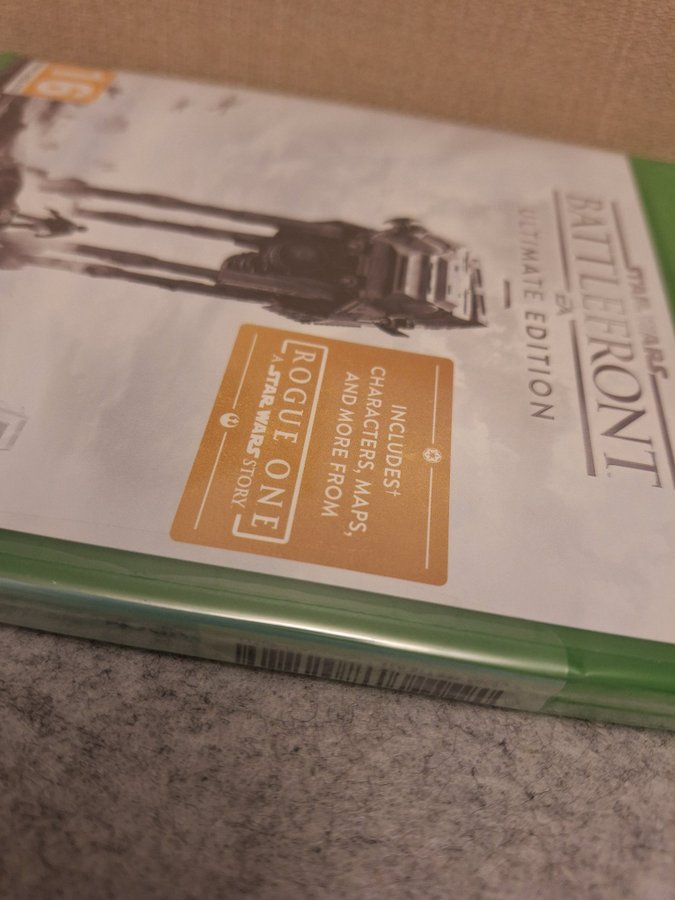 STAR WARS
BATTLEFRONT
EA
ULTIMATE EDITION
INCLUDES†
CHARACTERS, MAPS,
AND MORE FROM
ROGUE ONE
A STAR WARS STORY
16